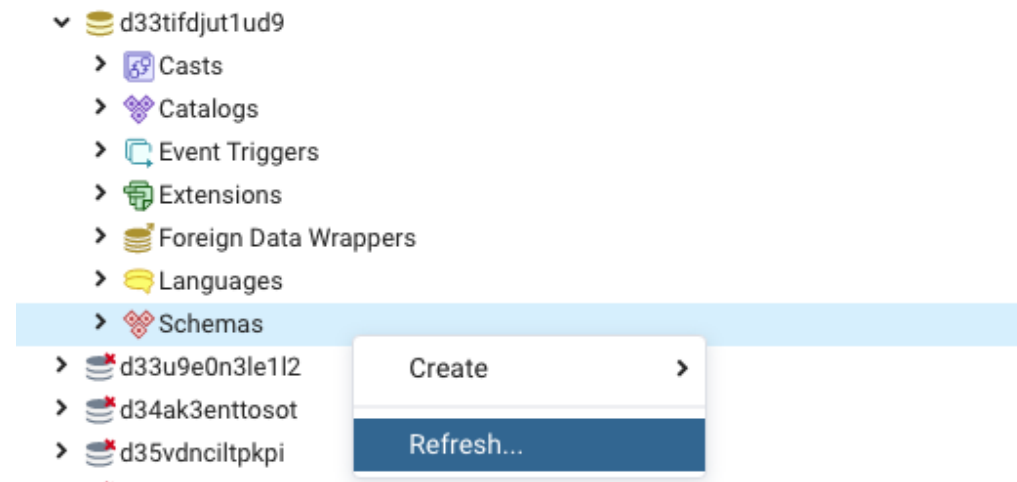 d33tifdjut1ud9
Casts
Catalogs
Event Triggers
Extensions
Foreign Data Wrappers
Languages
Schemas
d33u9e0n3le1l2
Create
d34ak3enttosot
d35vdnciltpkpi
Refresh...